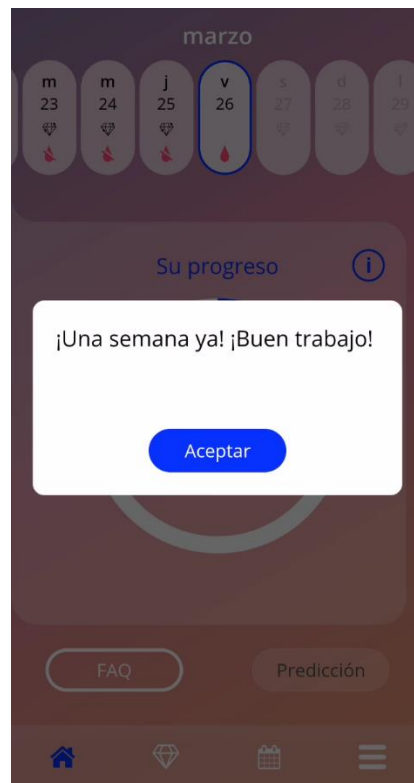 marzo
m m j v s d l
23 24 25 26 27 28 29
Su progreso
i
¡Una semana ya! ¡Buen trabajo!
Aceptar
FAQ Predicción